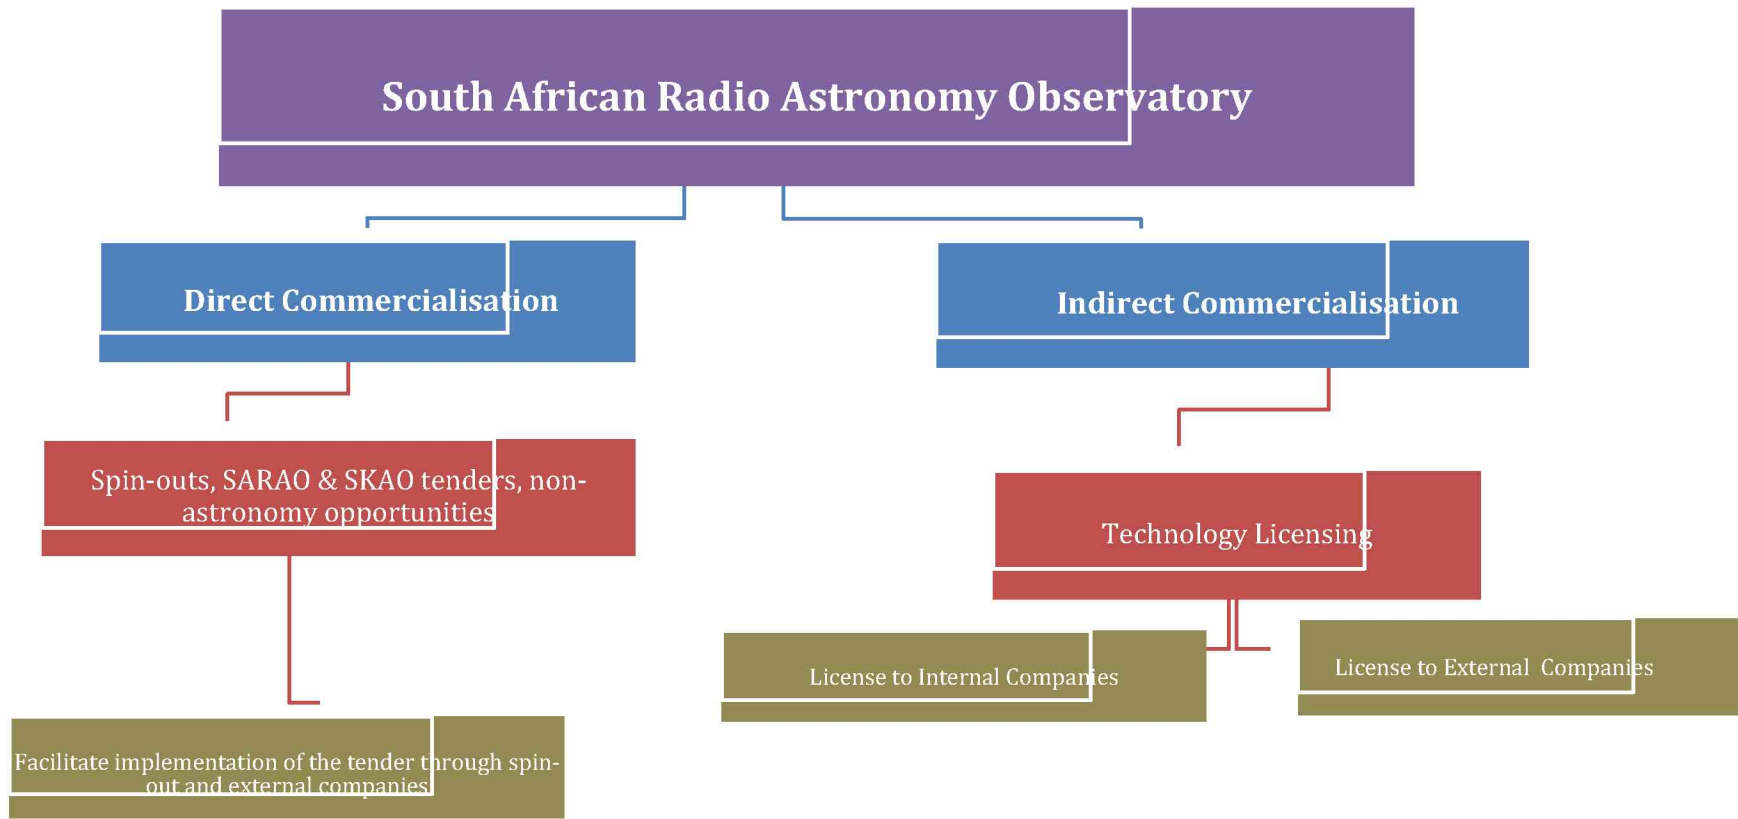 South African Radio Astronomy Observatory
Direct Commercialisation
Indirect Commercialisation
Spin-outs, SARAO & SKAO tenders, non-
astronomy opportunities
Technology Licensing
License to Internal Companies
License to External Companies
Facilitate implementation of the tender through spin-
out and external companies